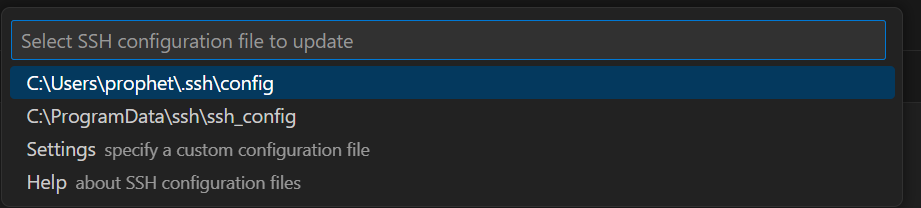 Select SSH configuration file to update
C:\Users\prophet\.ssh\config
C:\ProgramData\ssh\ssh_config
Settings specify a custom configuration file
Help about SSH configuration files